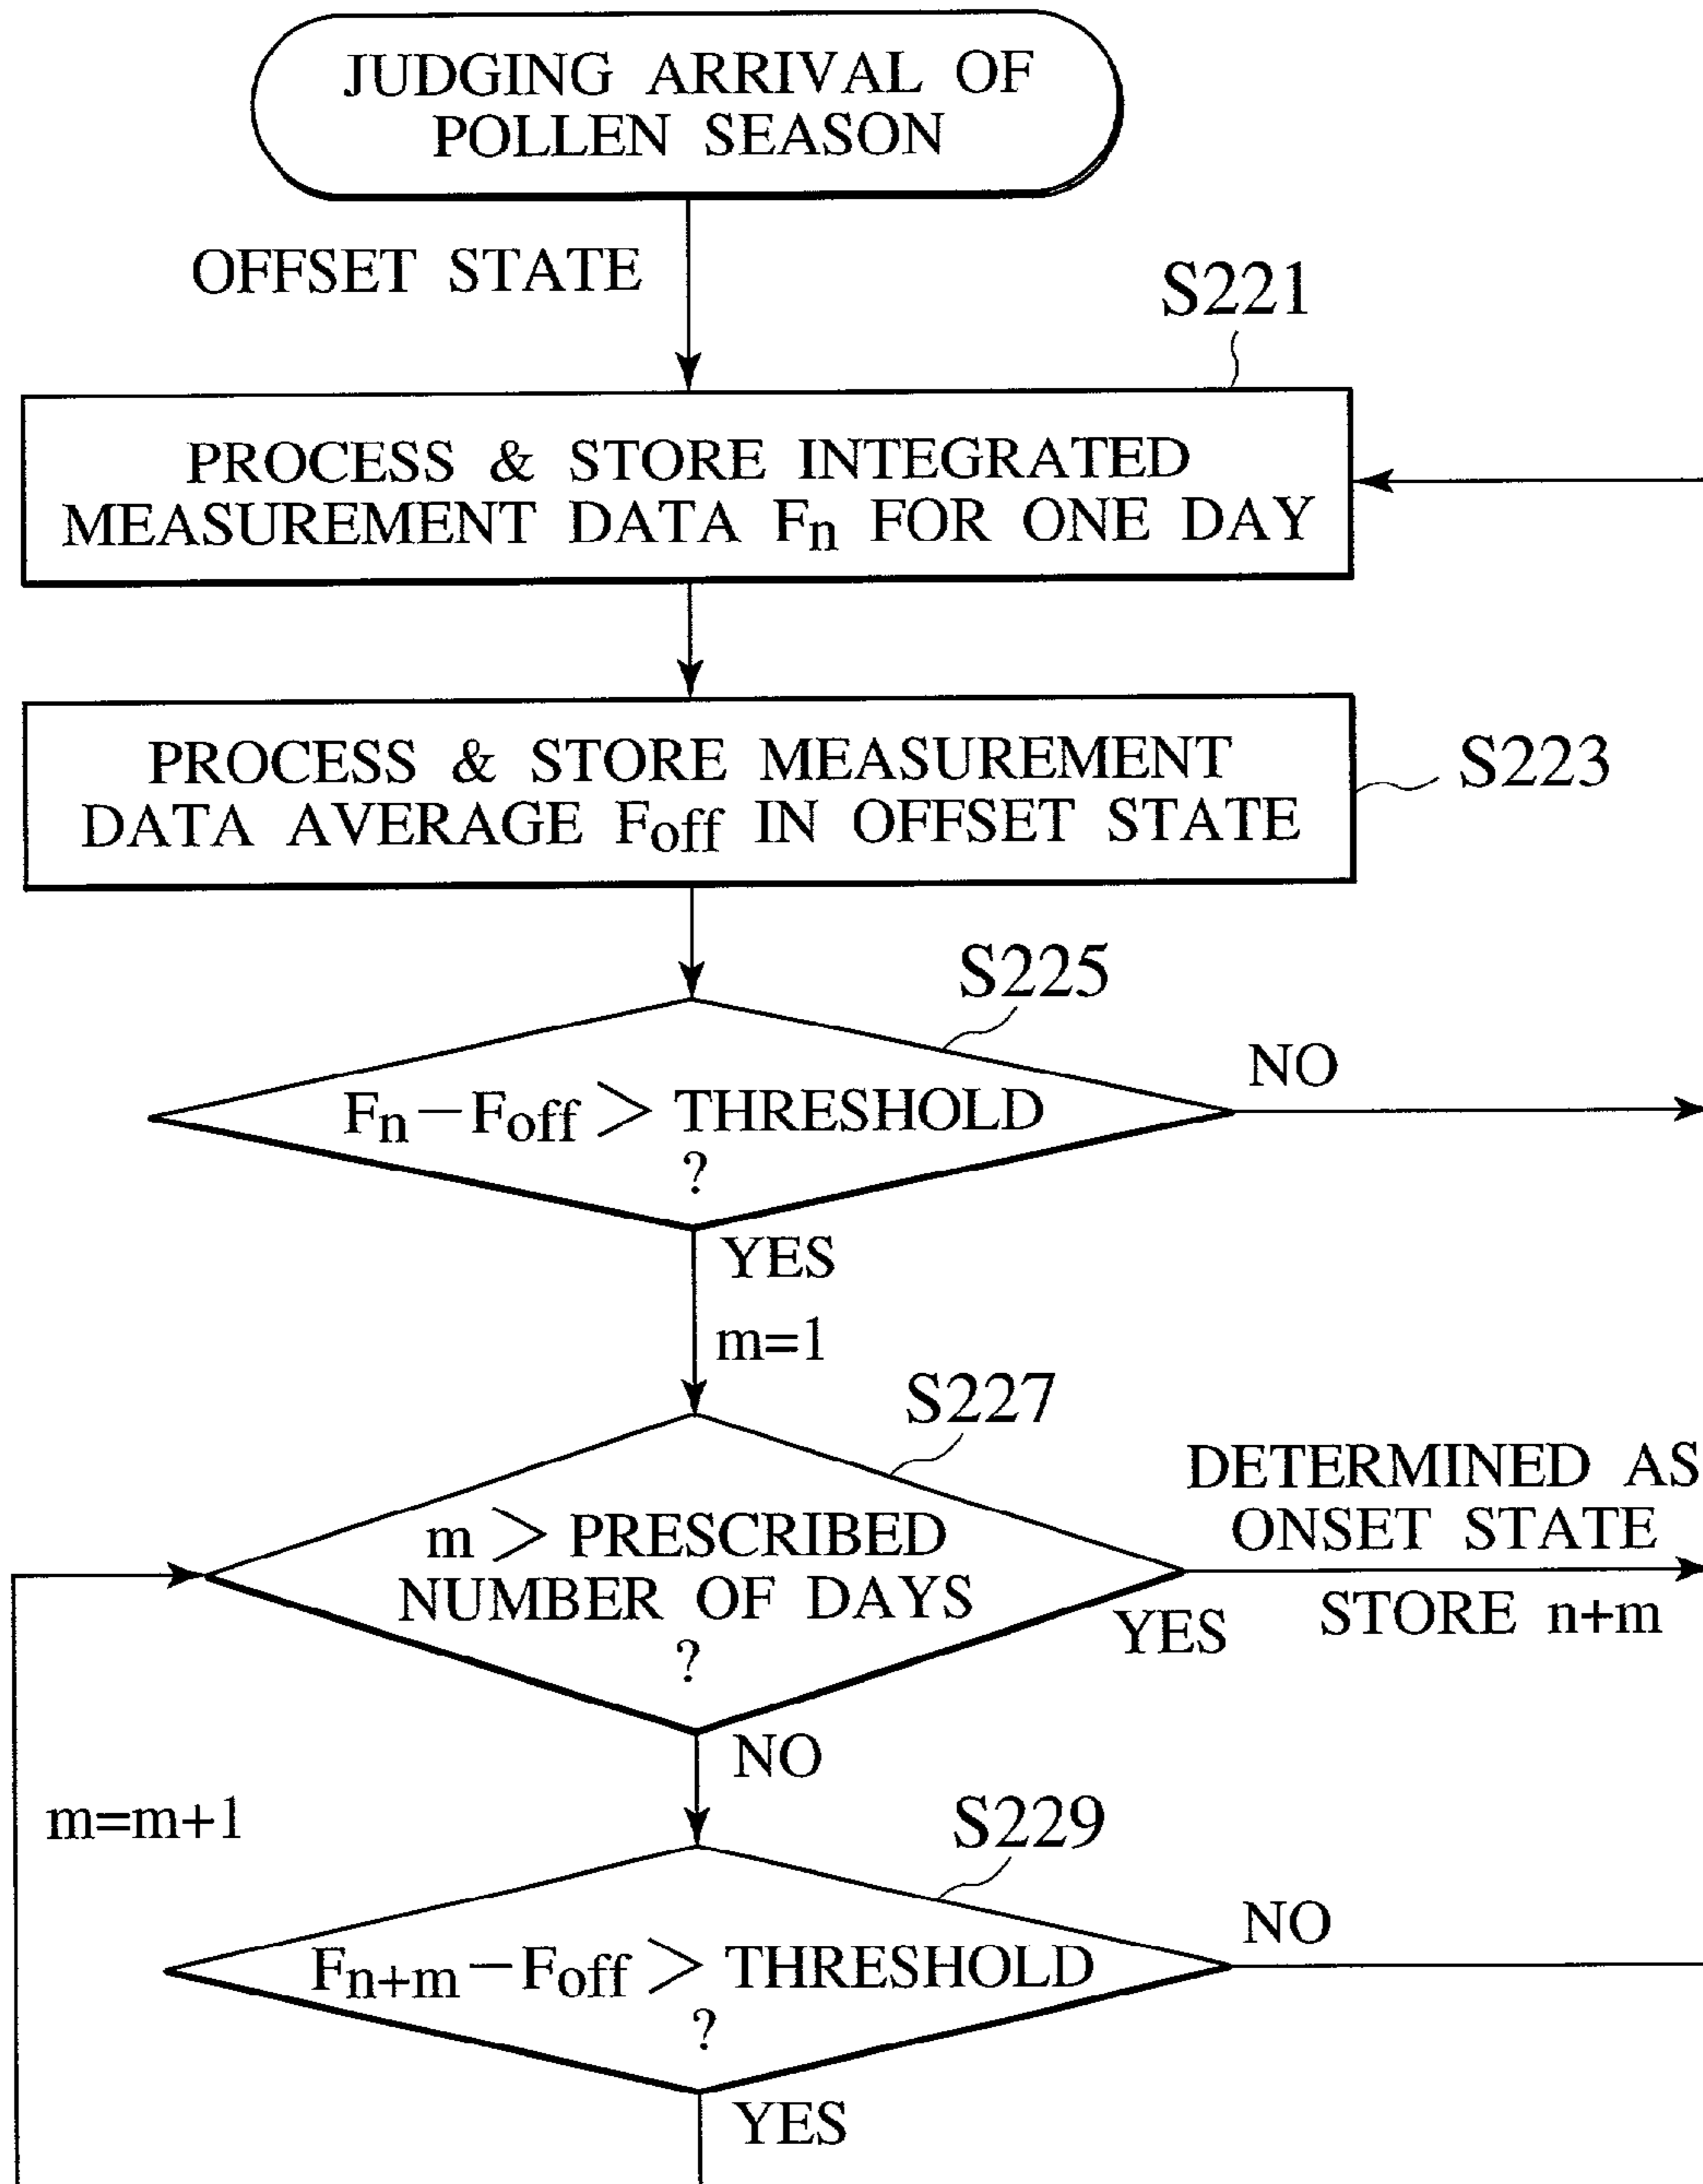 JUDGING ARRIVAL OF
POLLEN SEASON
OFFSET STATE
S221
PROCESS & STORE INTEGRATED
MEASUREMENT DATA Fn FOR ONE DAY
PROCESS & STORE MEASUREMENT
DATA AVERAGE Foff IN OFFSET STATE
S223
S225
Fn−Foff > THRESHOLD
?
NO
YES
m=1
S227
m > PRESCRIBED
NUMBER OF DAYS
?
YES
DETERMINED AS
ONSET STATE
STORE n+m
NO
m=m+1
S229
Fn+m−Foff > THRESHOLD
?
NO
YES